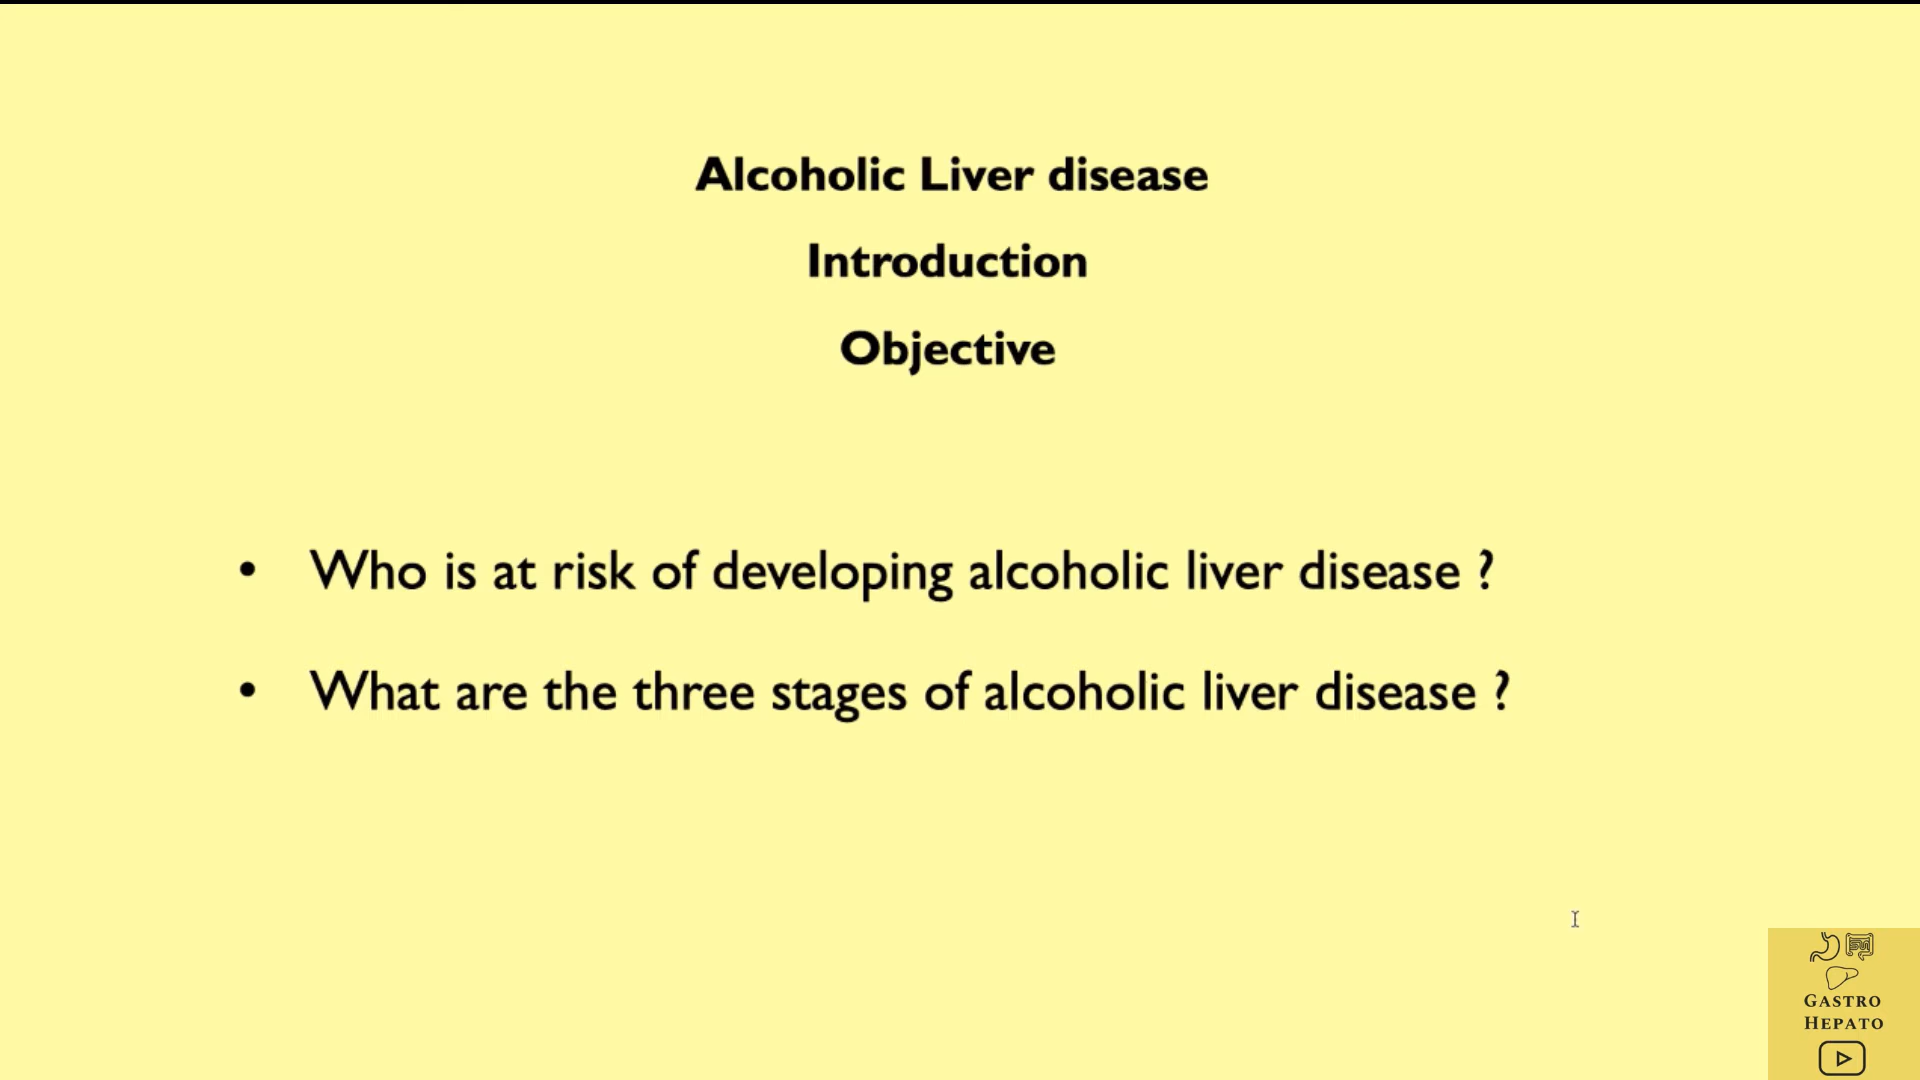 Alcoholic Liver disease
Introduction
Objective
• Who is at risk of developing alcoholic liver disease ?
• What are the three stages of alcoholic liver disease ?
GASTRO
HEPATO